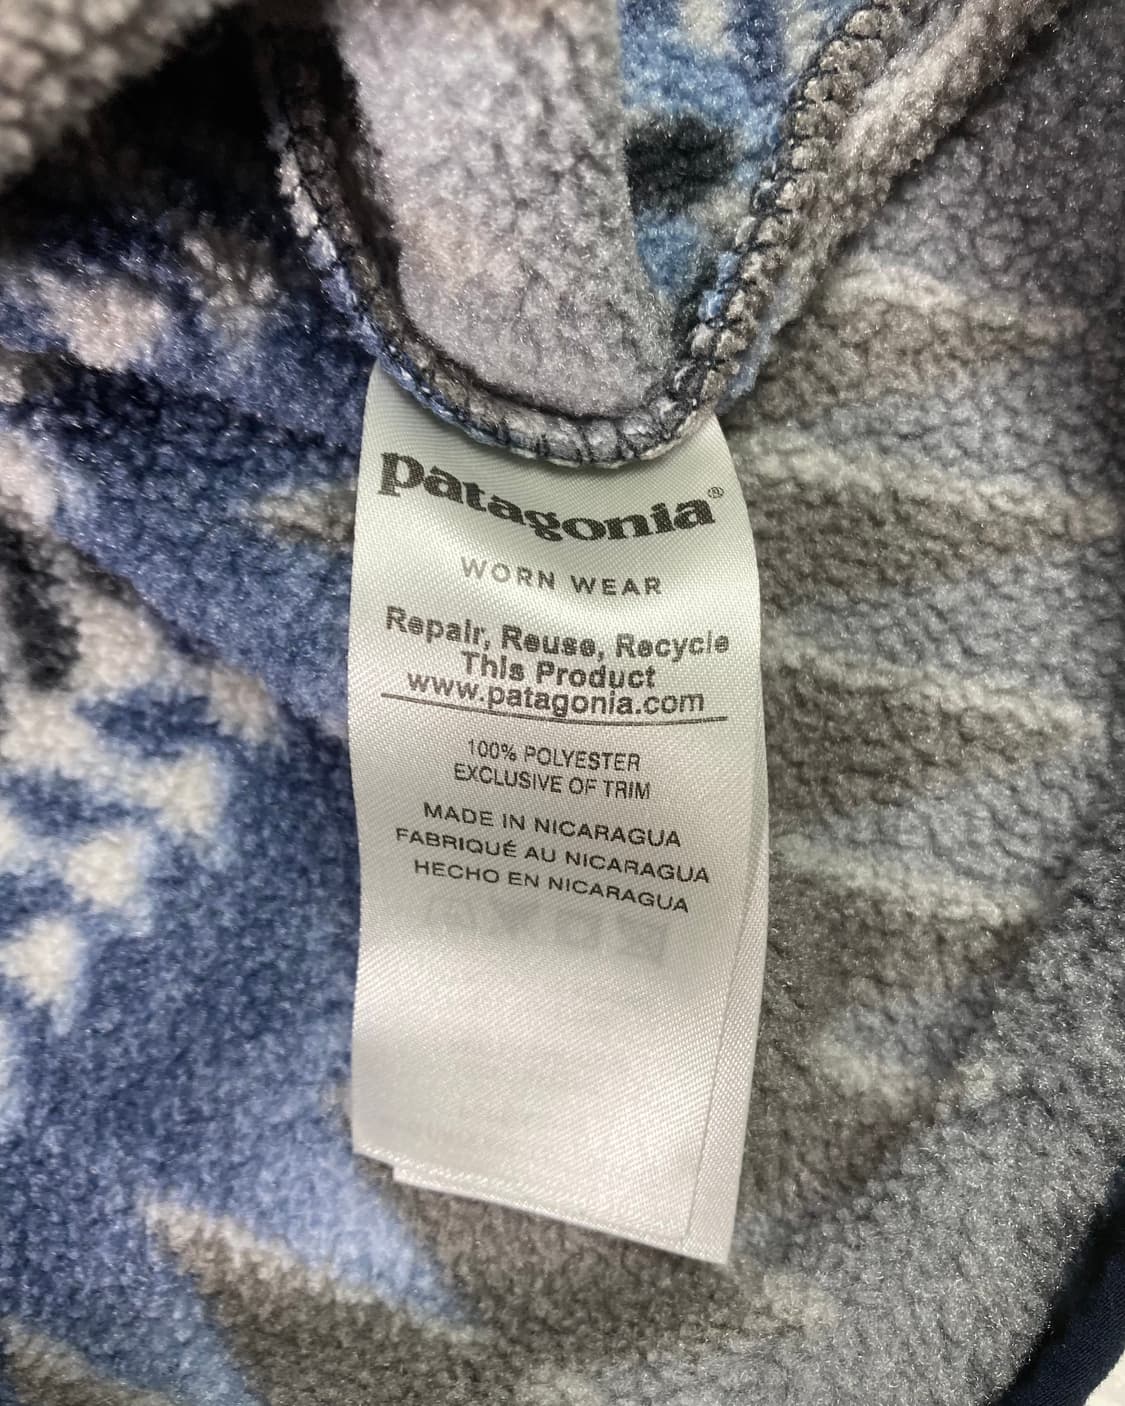 patagonia®
WORN WEAR
Repair, Reuse, Recycle
This Product
www.patagonia.com
100% POLYESTER
EXCLUSIVE OF TRIM
MADE IN NICARAGUA
FABRIQUÉ AU NICARAGUA
HECHO EN NICARAGUA